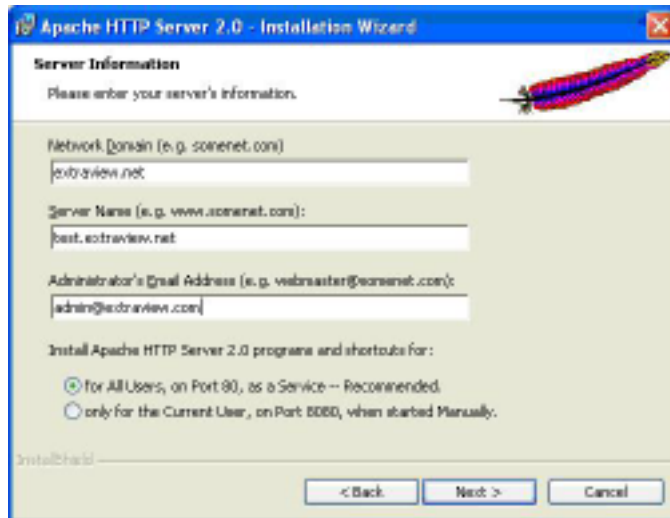 Apache HTTP Server 2.0 - Installation Wizard
Server Information
Please enter your server's information.
Network Domain (e.g. somenet.com)
extraview.net
Server Name (e.g. www.somenet.com):
test.extraview.net
Administrator's Email Address (e.g. webmaster@somenet.com):
admin@extraview.com
Install Apache HTTP Server 2.0 programs and shortcuts for:
for All Users, on Port 80, as a Service -- Recommended.
only for the Current User, on Port 8080, when started Manually.
InstallShield
< Back Next > Cancel